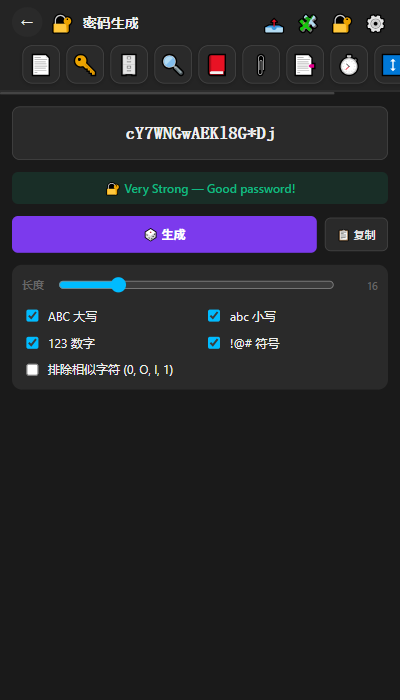 密码生成
cY7WNGwAEKl8G*Dj
Very Strong — Good password!
生成
复制
长度
16
ABC 大写
abc 小写
123 数字
!@# 符号
排除相似字符 (0, O, l, 1)